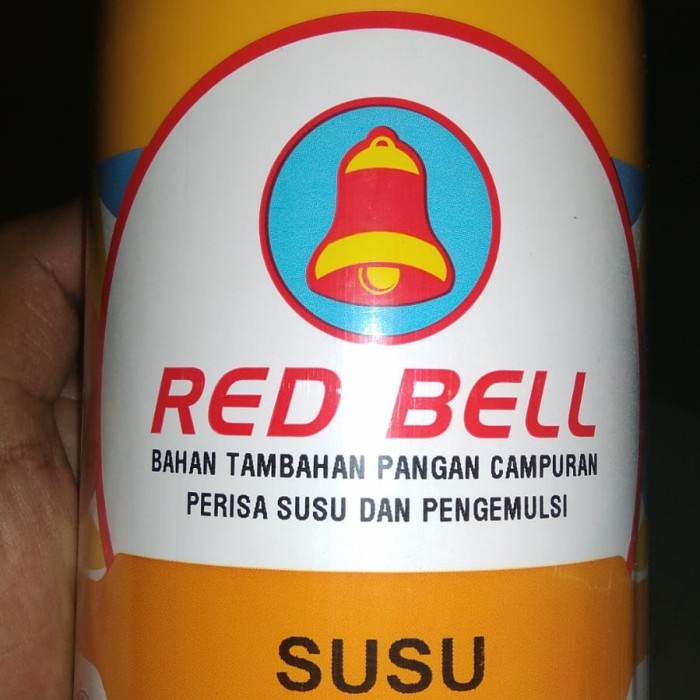 RED BELL
BAHAN TAMBAHAN PANGAN CAMPURAN
PERISA SUSU DAN PENGEMULSI
SUSU